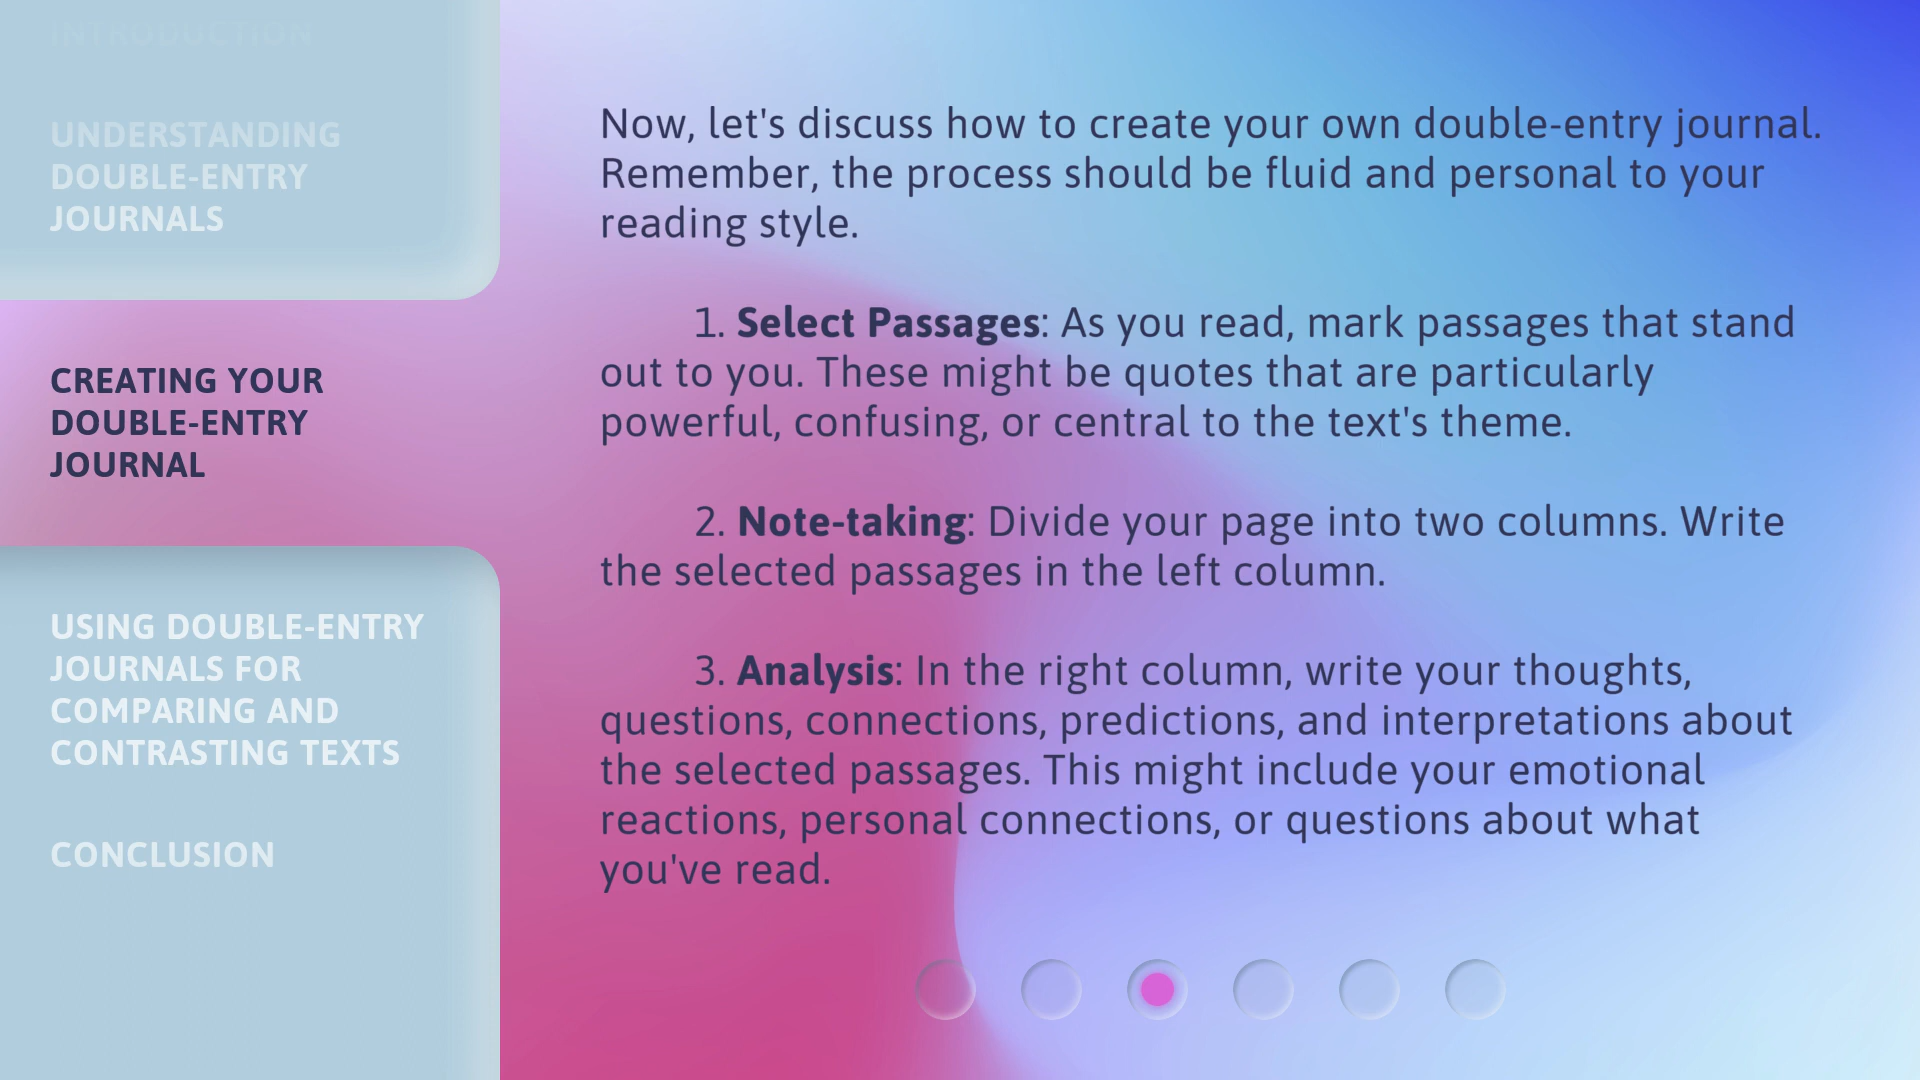 INTRODUCTION
UNDERSTANDING
DOUBLE-ENTRY
JOURNALS
CREATING YOUR
DOUBLE-ENTRY
JOURNAL
USING DOUBLE-ENTRY
JOURNALS FOR
COMPARING AND
CONTRASTING TEXTS
CONCLUSION
Now, let's discuss how to create your own double-entry journal.
Remember, the process should be fluid and personal to your
reading style.
1. Select Passages: As you read, mark passages that stand
out to you. These might be quotes that are particularly
powerful, confusing, or central to the text's theme.
2. Note-taking: Divide your page into two columns. Write
the selected passages in the left column.
3. Analysis: In the right column, write your thoughts,
questions, connections, predictions, and interpretations about
the selected passages. This might include your emotional
reactions, personal connections, or questions about what
you've read.